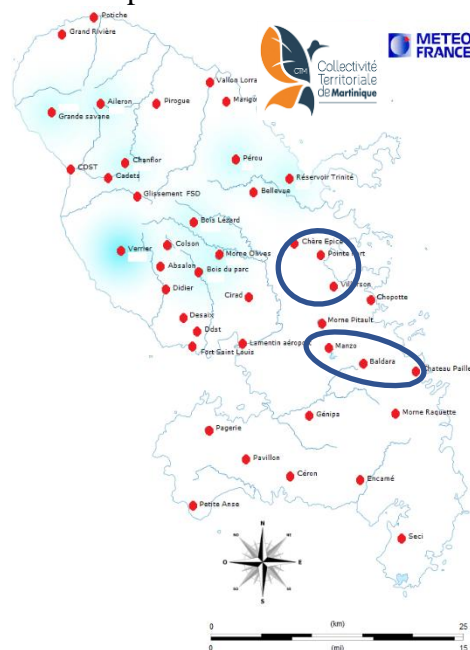 Potiche
Grand Rivière
CTM
Collectivité
Territoriale
de Martinique
METEO
FRANCE
Vallon Lorra
Aileron
Pirogue
Marigo
Grande savane
Chanflor
Pérou
CDST
Cadets
Réservoir Trinité
Glissement FSD
Bellevue
Bois Lézard
Verrier
Colson
Morne Olives
Chère Epice
Pointe Fort
Absalon
Bois du parc
Didier
Cirad
Villarson
Chopotte
Desaix
Ddst
Morne Pitault
Fort Saint Louis
Lamentin aéroport
Manzo
Baldara
Chateau Paille
Génipa
Morne Raquette
Pagerie
Pavillon
Céron
Encamé
Petite Anse
Seci
N
O
E
S
(km)
0
25
0
(mi)
15